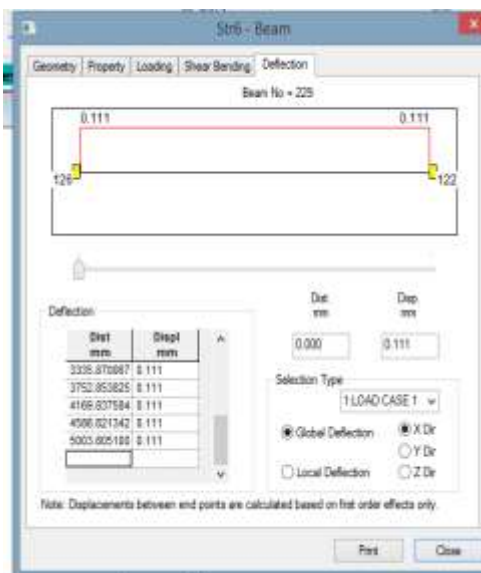 Str6 - Beam
Geometry Property Loading Shear Bending Deflection
Beam No = 229
0.111 0.111
126 122
Dist Disp
mm mm
Deflection
Dist Displ
mm mm
0.000 0.111
3335.870067 0.111
3752.853825 0.111
Selection Type
4169.837584 0.111
1:LOAD CASE 1
4586.821342 0.111
Global Deflection X Dir
5003.805100 0.111
Y Dir
Local Deflection Z Dir
Note: Displacements between end points are calculated based on first order effects only.
Print Close